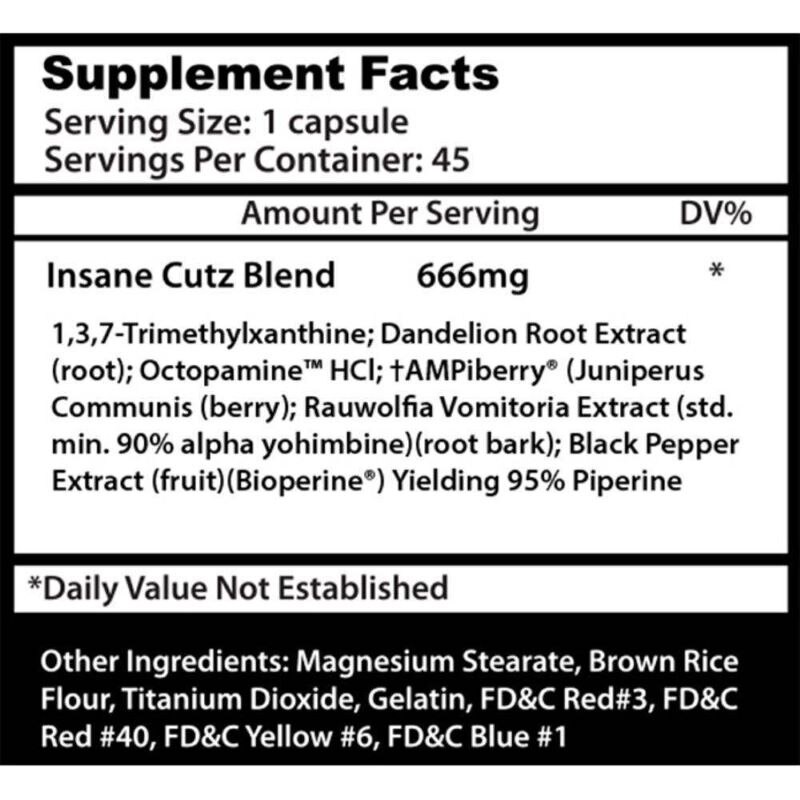 Supplement Facts
Serving Size: 1 capsule
Servings Per Container: 45
Amount Per Serving DV%
Insane Cutz Blend 666mg *
1,3,7-Trimethylxanthine; Dandelion Root Extract
(root); Octopamine™ HCl; †AMPiberry® (Juniperus
Communis (berry); Rauwolfia Vomitoria Extract (std.
min. 90% alpha yohimbine)(root bark); Black Pepper
Extract (fruit)(Bioperine®) Yielding 95% Piperine
*Daily Value Not Established
Other Ingredients: Magnesium Stearate, Brown Rice
Flour, Titanium Dioxide, Gelatin, FD&C Red#3, FD&C
Red #40, FD&C Yellow #6, FD&C Blue #1